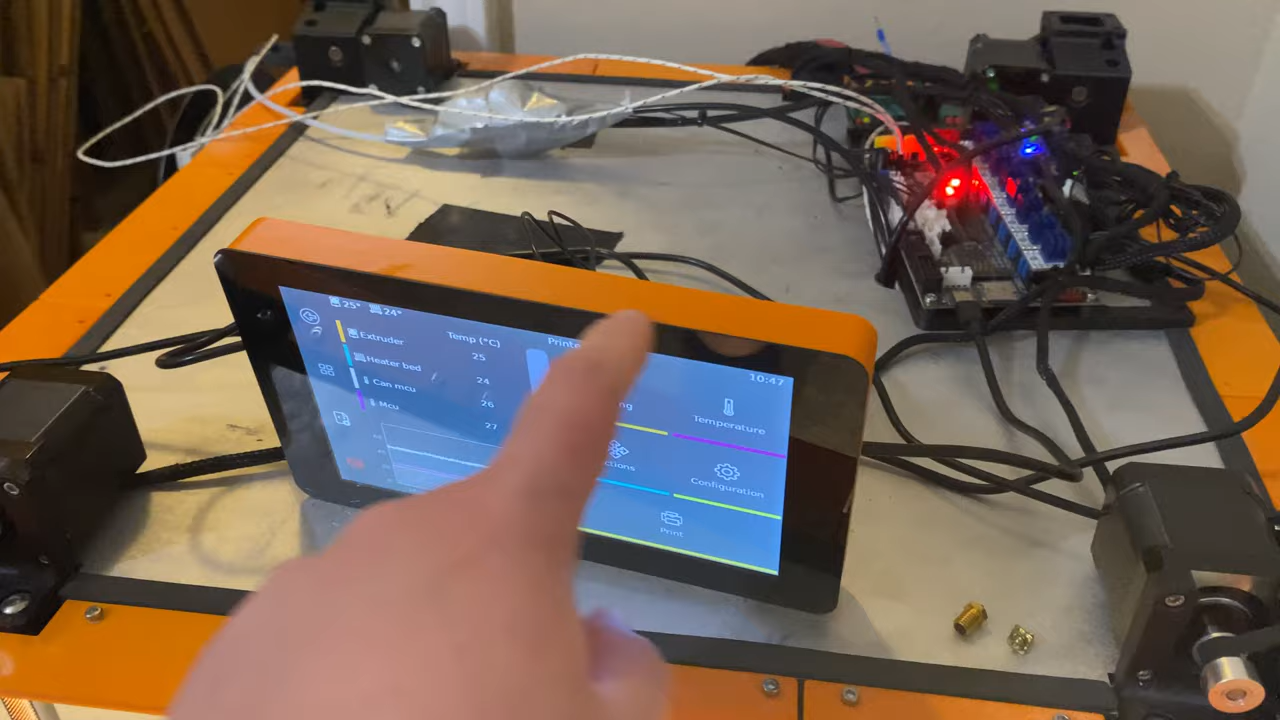 25° 24°
Extruder
Heater bed
Can mcu
Mcu
Temp (°C)
25
24
26
27
10:47
Temperature
Configuration
Print